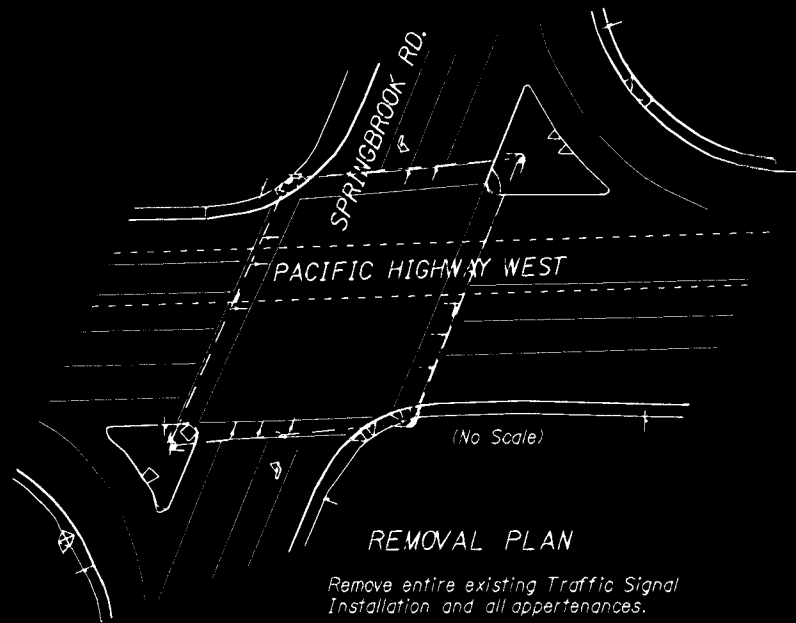 SPRINGBROOK RD.
PACIFIC HIGHWAY WEST
(No Scale)
REMOVAL PLAN
Remove entire existing Traffic Signal
Installation and all appertenances.